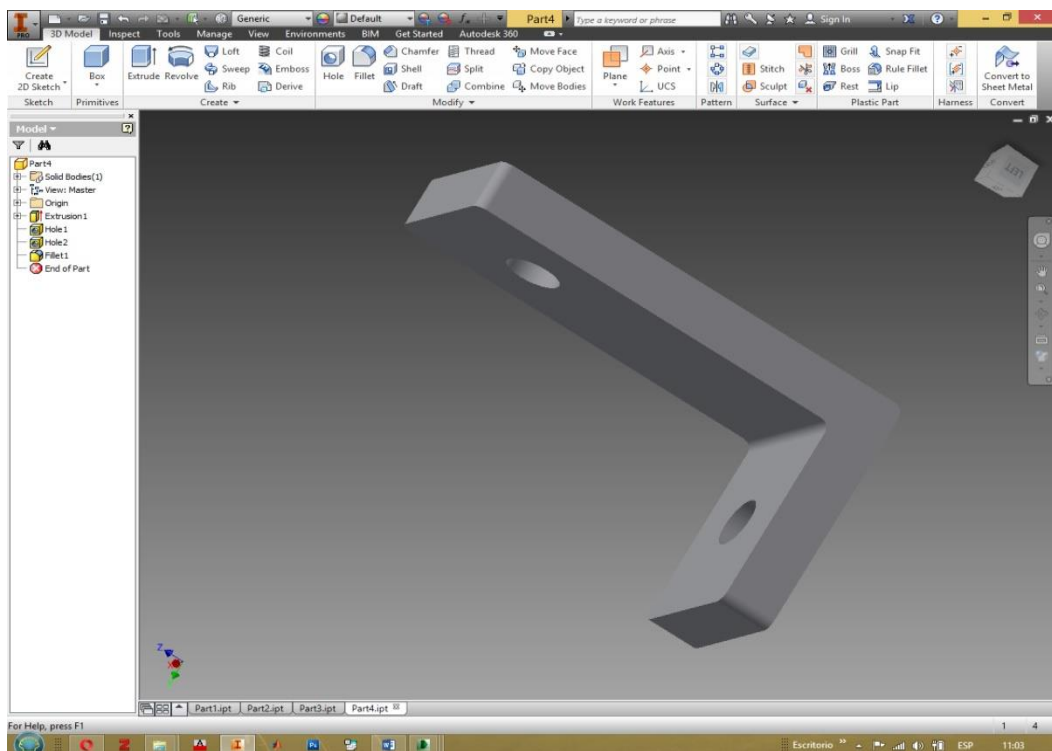 PRO Generic Default Part4 Type a keyword or phrase Sign In
3D Model Inspect Tools Manage View Environments BIM Get Started Autodesk 360
Create 2D Sketch Box Extrude Revolve Loft Sweep Rib Coil Emboss Derive Hole Fillet Chamfer Shell Draft Thread Split Combine Move Face Copy Object Move Bodies Plane Axis Point UCS Stitch Sculpt Grill Boss Rest Snap Fit Rule Fillet Lip Convert to Sheet Metal
Sketch Primitives Create Modify Work Features Pattern Surface Plastic Part Harness Convert
Model
Part4
Solid Bodies(1)
View: Master
Origin
Extrusion1
Hole1
Hole2
Fillet1
End of Part
LEFT
Z
Part1.ipt Part2.ipt Part3.ipt Part4.ipt
For Help, press F1 1 4
Escritorio ESP 11:03